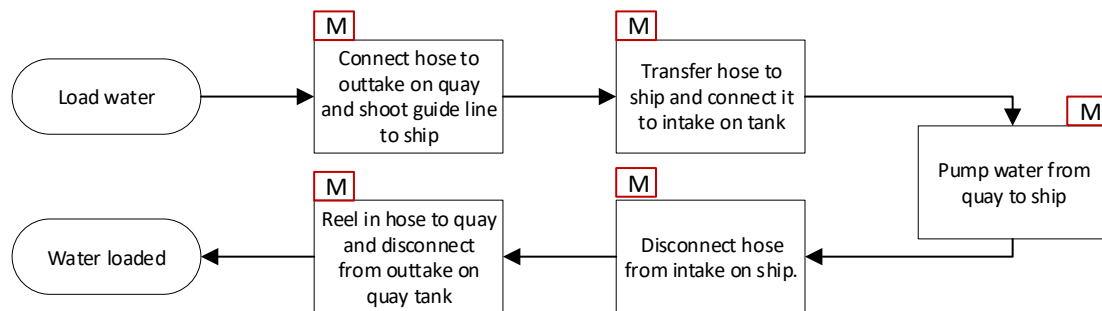 M
M
Load water
Connect hose to
outtake on quay
and shoot guide line
to ship
Transfer hose to
ship and connect it
to intake on tank
M
Pump water from
quay to ship
M
M
Water loaded
Reel in hose to quay
and disconnect
from outtake on
quay tank
Disconnect hose
from intake on ship.